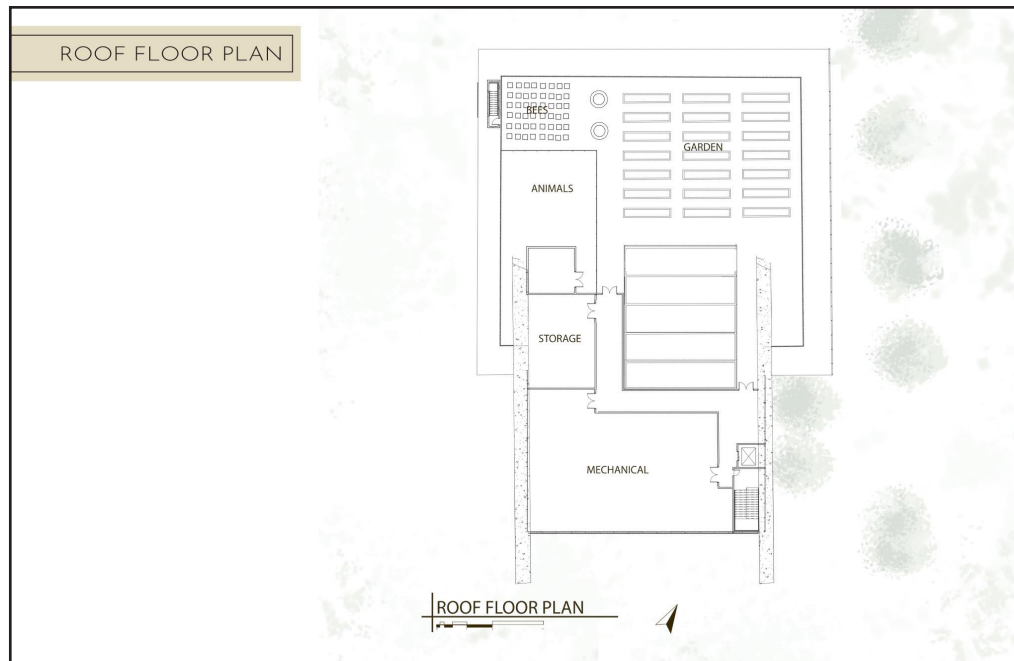 ROOF FLOOR PLAN
BEES
GARDEN
ANIMALS
STORAGE
MECHANICAL
ROOF FLOOR PLAN